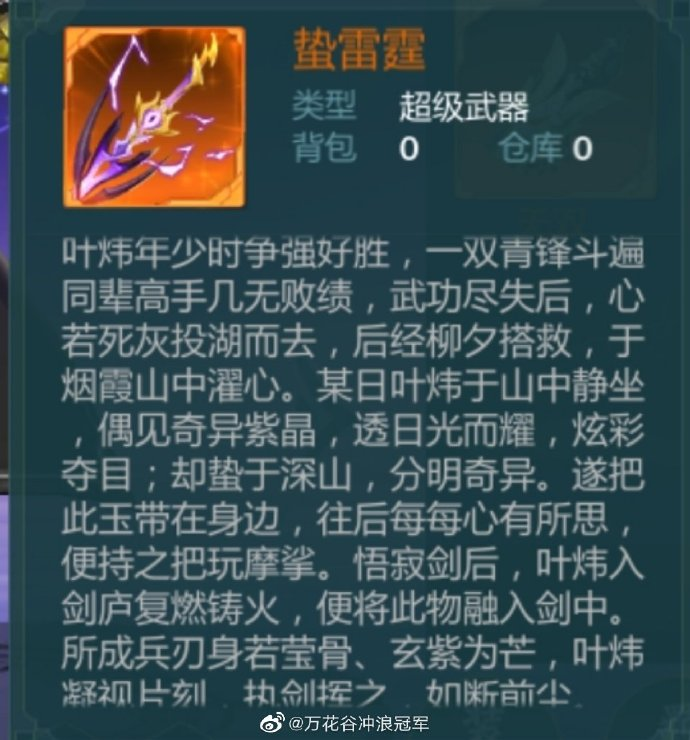 蛰雷霆
类型 超级武器
背包 0 仓库 0
叶炜年少时争强好胜，一双青锋斗遍
同辈高手几无败绩，武功尽失后，心
若死灰投湖而去，后经柳夕搭救，于
烟霞山中濯心。某日叶炜于山中静坐
，偶见奇异紫晶，透日光而耀，炫彩
夺目；却蛰于深山，分明奇异。遂把
此玉带在身边，往后每每心有所思，
便持之把玩摩挲。悟寂剑后，叶炜入
剑庐复燃铸火，便将此物融入剑中。
所成兵刃身若莹骨、玄紫为芒，叶炜
凝视片刻，执剑挥之，如断前尘。
@万花谷冲浪冠军